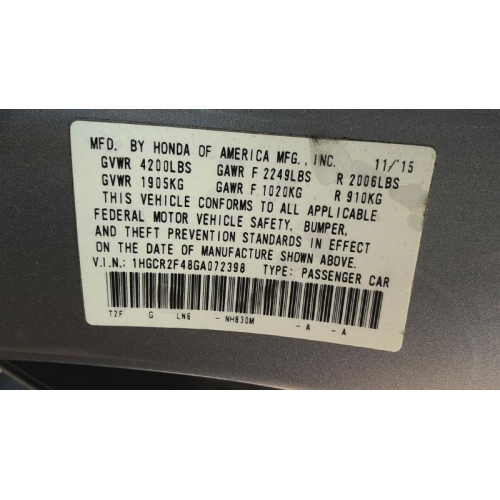 MFD. BY HONDA OF AMERICA MFG., INC. 11/'15
GVWR 4200LBS GAWR F 2249LBS R 2006LBS
GVWR 1905KG GAWR F 1020KG R 910KG
THIS VEHICLE CONFORMS TO ALL APPLICABLE
FEDERAL MOTOR VEHICLE SAFETY, BUMPER,
AND THEFT PREVENTION STANDARDS IN EFFECT
ON THE DATE OF MANUFACTURE SHOWN ABOVE.
V.I.N.: 1HGCR2F48GA072398 TYPE: PASSENGER CAR
T2F G LN6 - NH830M - A - A